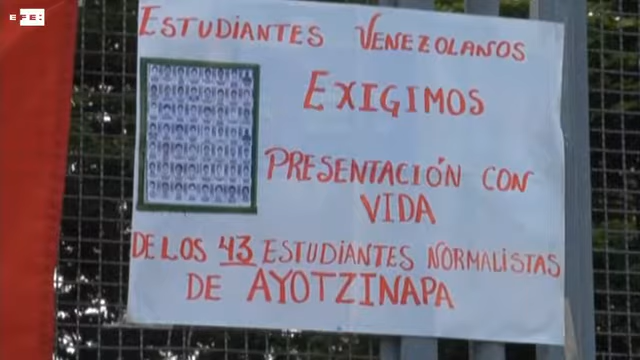 EFE:
ESTUDIANTES VENEZOLANOS
EXIGIMOS
PRESENTACIÓN CON
VIDA
DE LOS 43 ESTUDIANTES NORMALISTAS
DE AYOTZINAPA